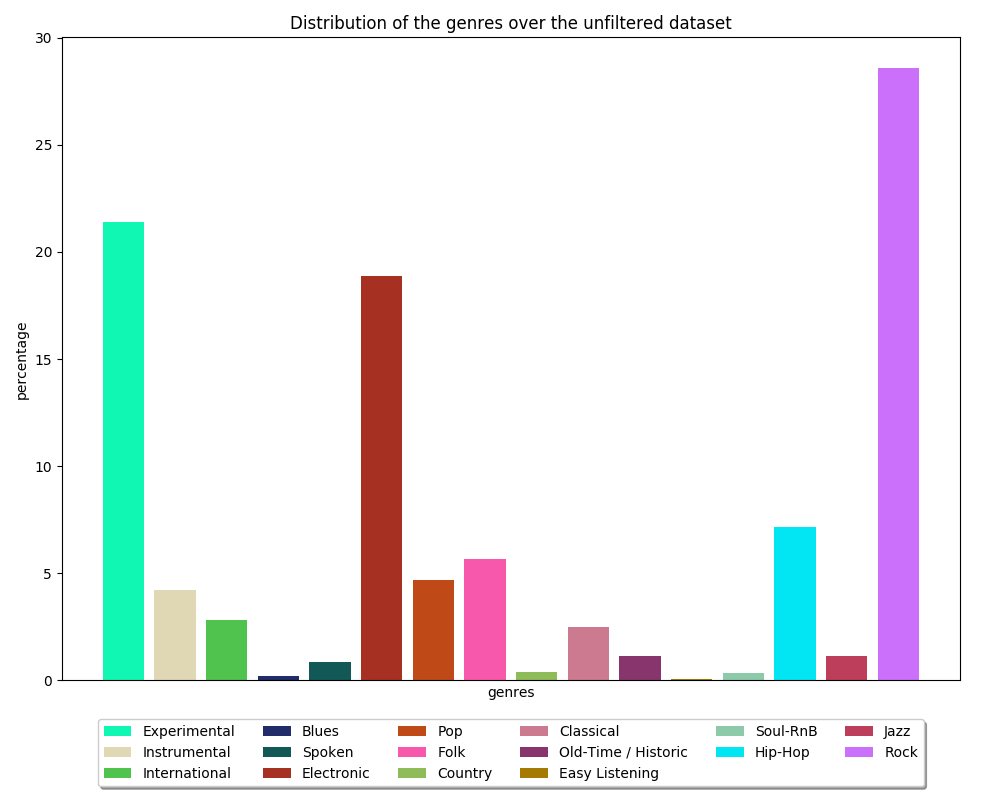 Distribution of the genres over the unfiltered dataset
30
25
20
15
10
5
0
percentage
genres
Experimental Blues Pop Classical Soul-RnB Jazz
Instrumental Spoken Folk Old-Time / Historic Hip-Hop Rock
International Electronic Country Easy Listening